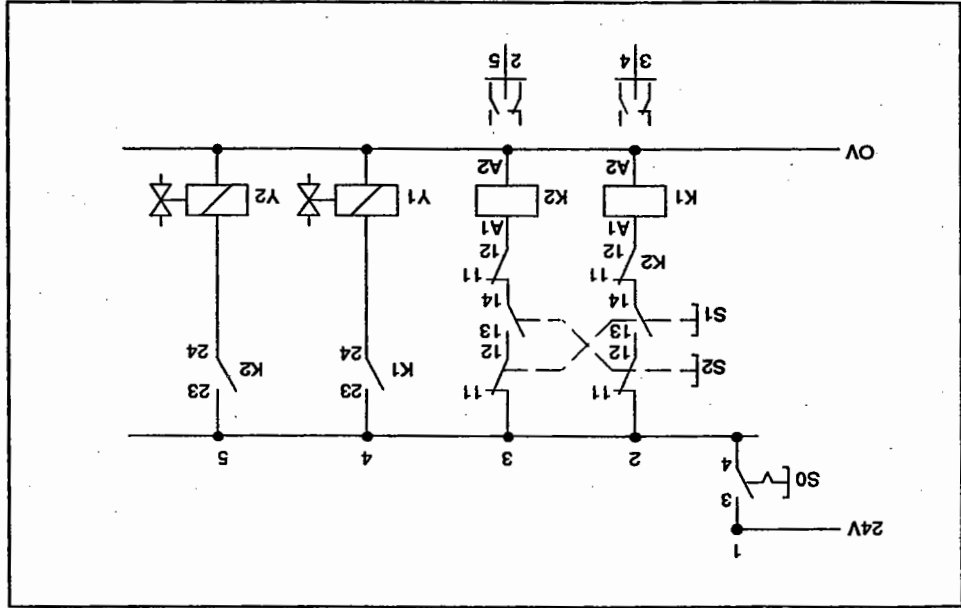 1
24V
3
S0
4 2 3 4 5
11 11 23 23
S2 K1 K2
12 12 24 24
13 13
S1
14 14
11 11
K2
12 12
A1 A1
K1 K2 Y1 Y2
A2 A2
0V
3 4 2 5